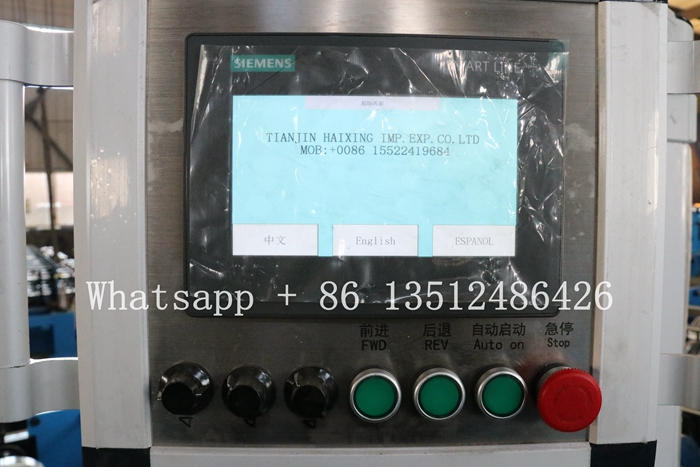 SIEMENS
TIANJIN HAIXING IMP.EXP.CO.LTD
MOB:+0086 15522419684
中文 English ESPANOL
Whatsapp + 86 13512486426
前进 后退 自动启动 急停
FWD REV Auto on Stop